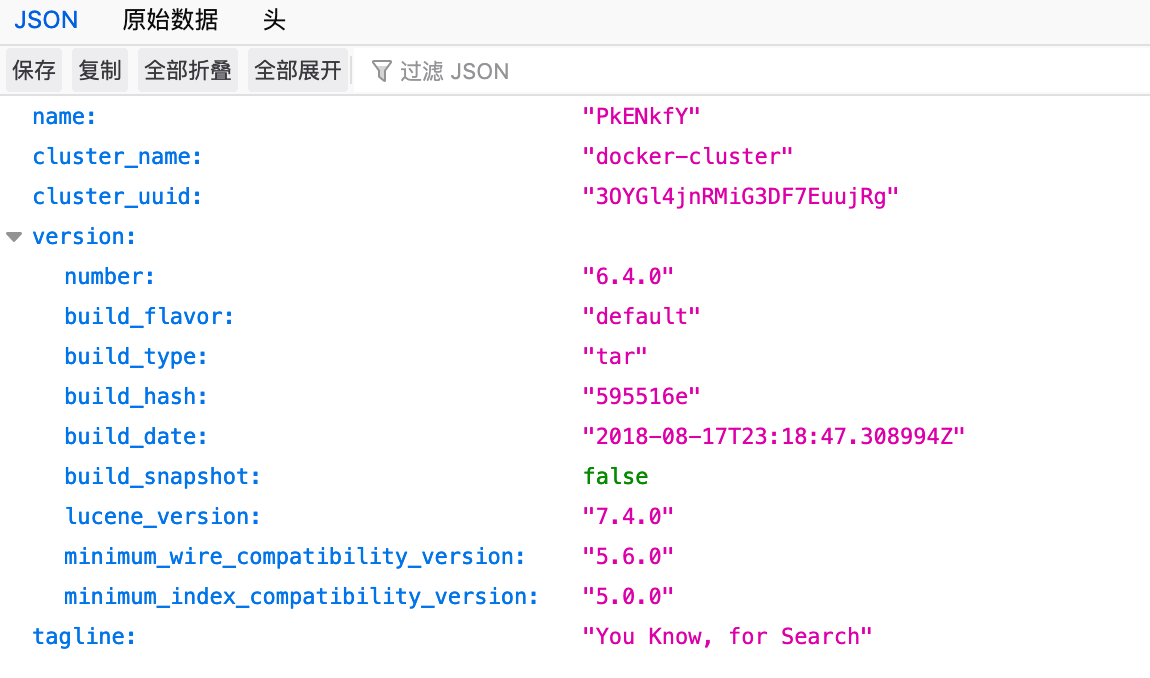 JSON 原始数据 头
保存 复制 全部折叠 全部展开 过滤 JSON
name: "PkENkfY"
cluster_name: "docker-cluster"
cluster_uuid: "3OYGl4jnRMiG3DF7EuujRg"
version:
number: "6.4.0"
build_flavor: "default"
build_type: "tar"
build_hash: "595516e"
build_date: "2018-08-17T23:18:47.308994Z"
build_snapshot: false
lucene_version: "7.4.0"
minimum_wire_compatibility_version: "5.6.0"
minimum_index_compatibility_version: "5.0.0"
tagline: "You Know, for Search"